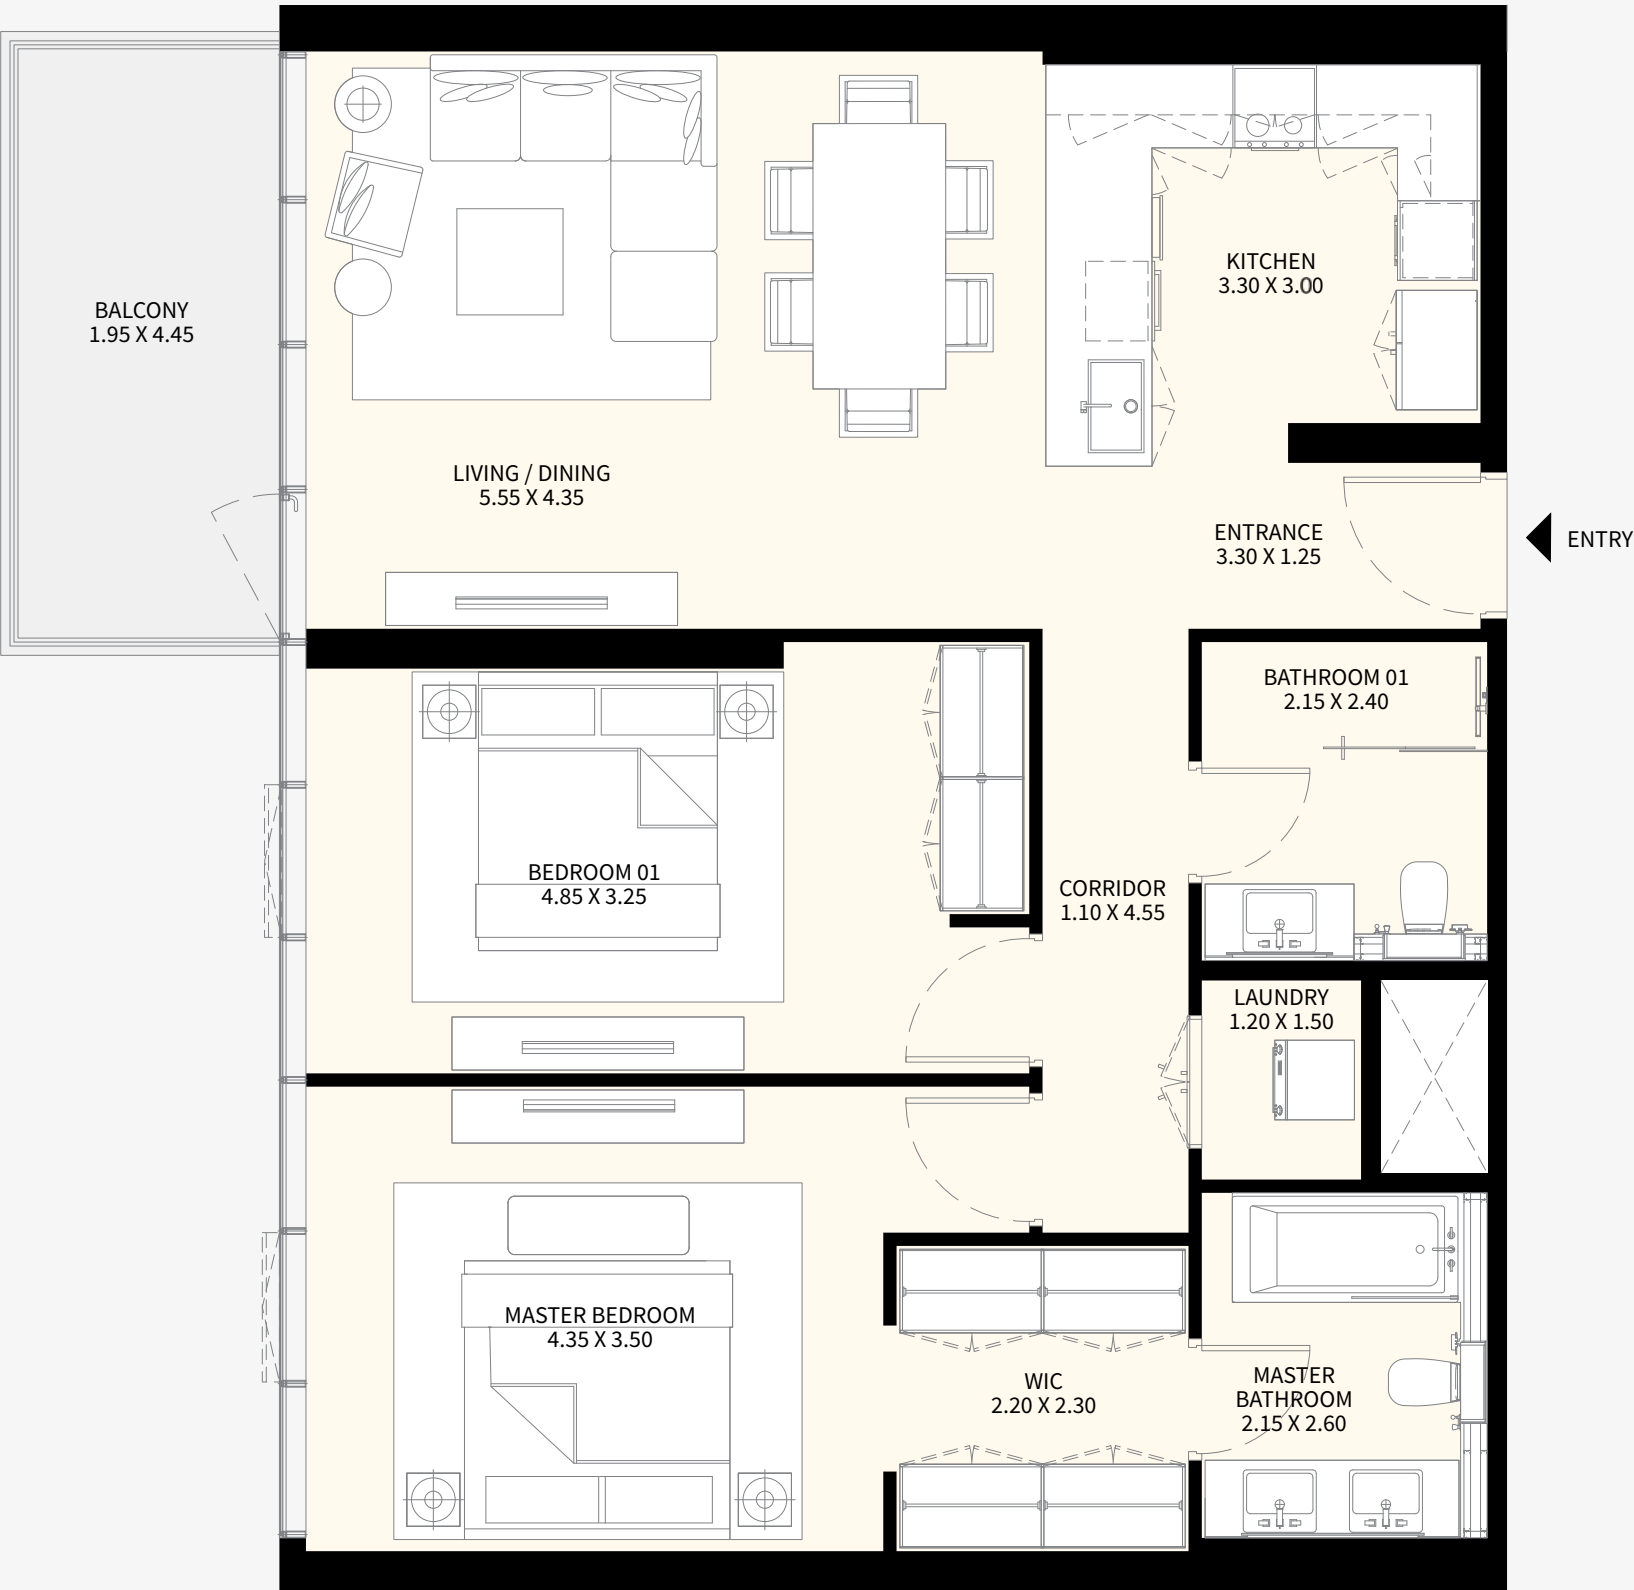 KITCHEN
3.30 X 3.00
BALCONY
1.95 X 4.45
LIVING / DINING
5.55 X 4.35
ENTRANCE
3.30 X 1.25
ENTRY
BATHROOM 01
2.15 X 2.40
BEDROOM 01
4.85 X 3.25
CORRIDOR
1.10 X 4.55
LAUNDRY
1.20 X 1.50
MASTER BEDROOM
4.35 X 3.50
WIC
2.20 X 2.30
MASTER
BATHROOM
2.15 X 2.60